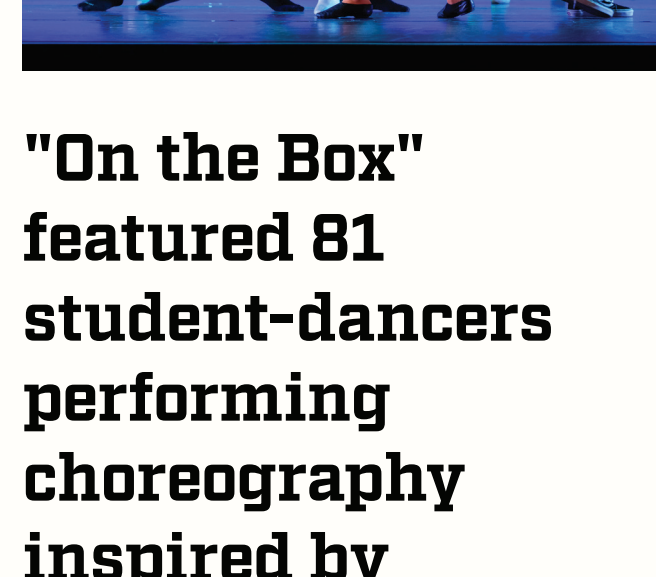 "On the Box"
featured 81
student-dancers
performing
choreography
inspired by